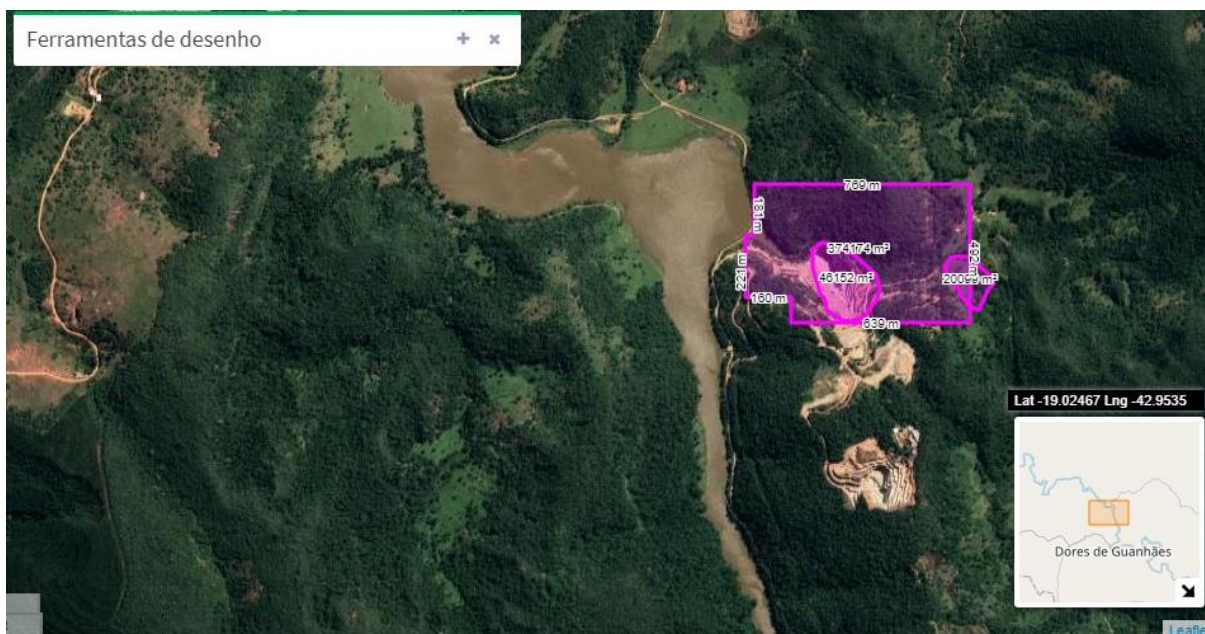 Ferramentas de desenho
769 m
181 m
374174 m²
492 m
221 m
46152 m²
160 m
639 m
Lat -19.02467 Lng -42.9535
Dores de Guanhães